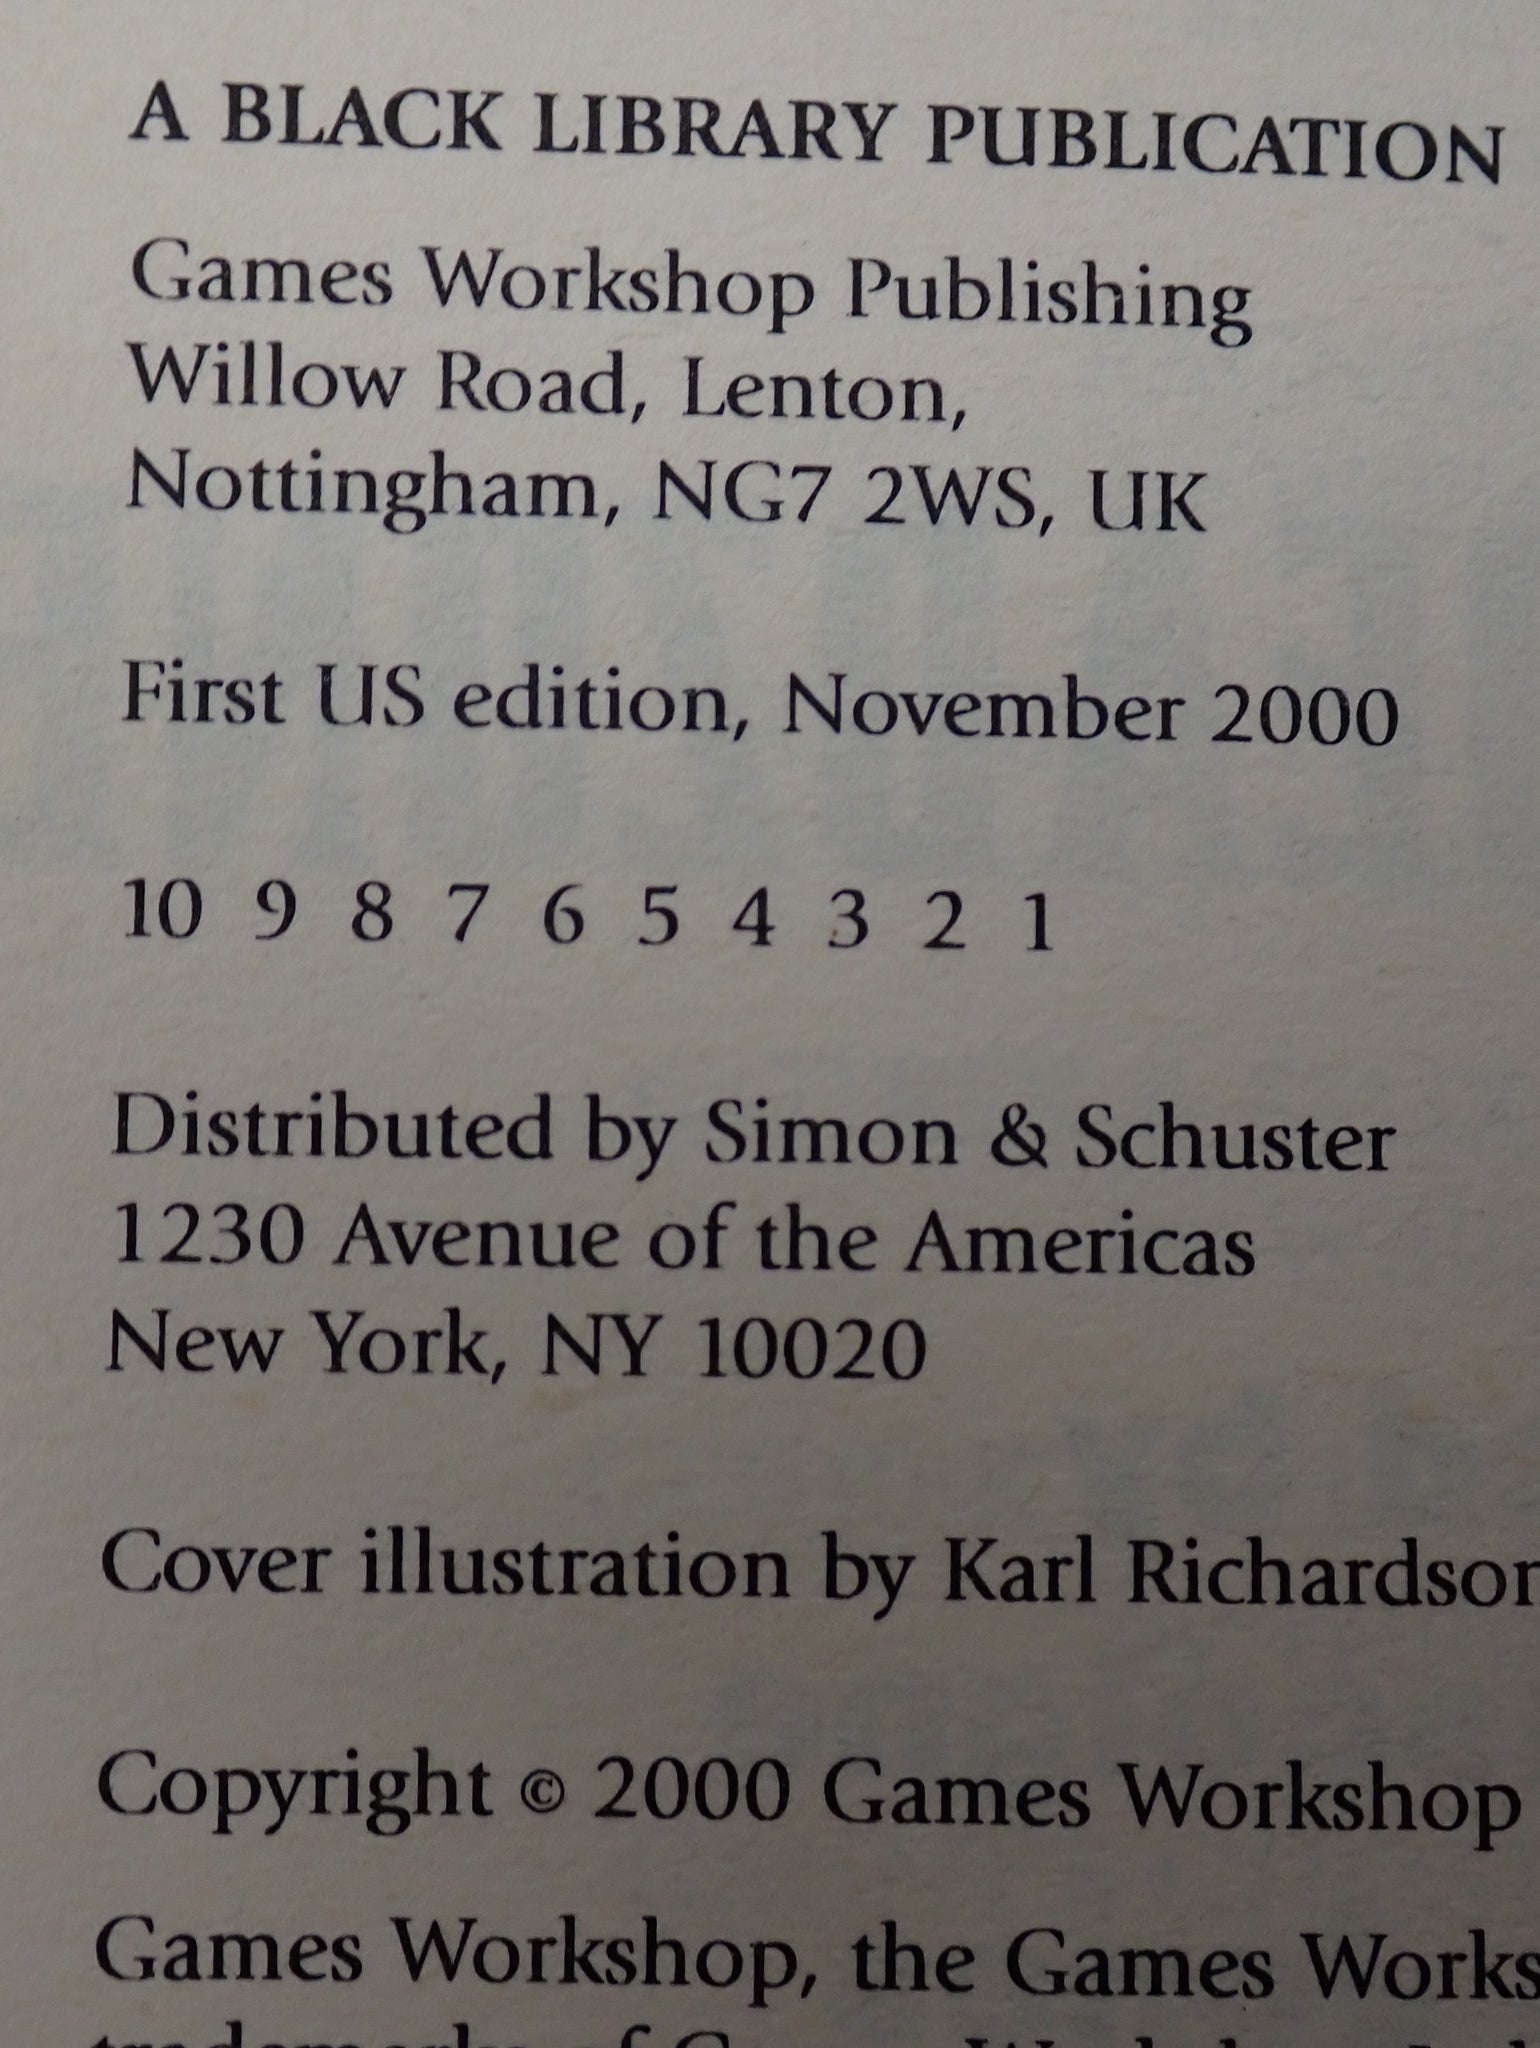 A BLACK LIBRARY PUBLICATION
Games Workshop Publishing
Willow Road, Lenton,
Nottingham, NG7 2WS, UK
First US edition, November 2000
10 9 8 7 6 5 4 3 2 1
Distributed by Simon & Schuster
1230 Avenue of the Americas
New York, NY 10020
Cover illustration by Karl Richardson
Copyright © 2000 Games Workshop
Games Workshop, the Games Works